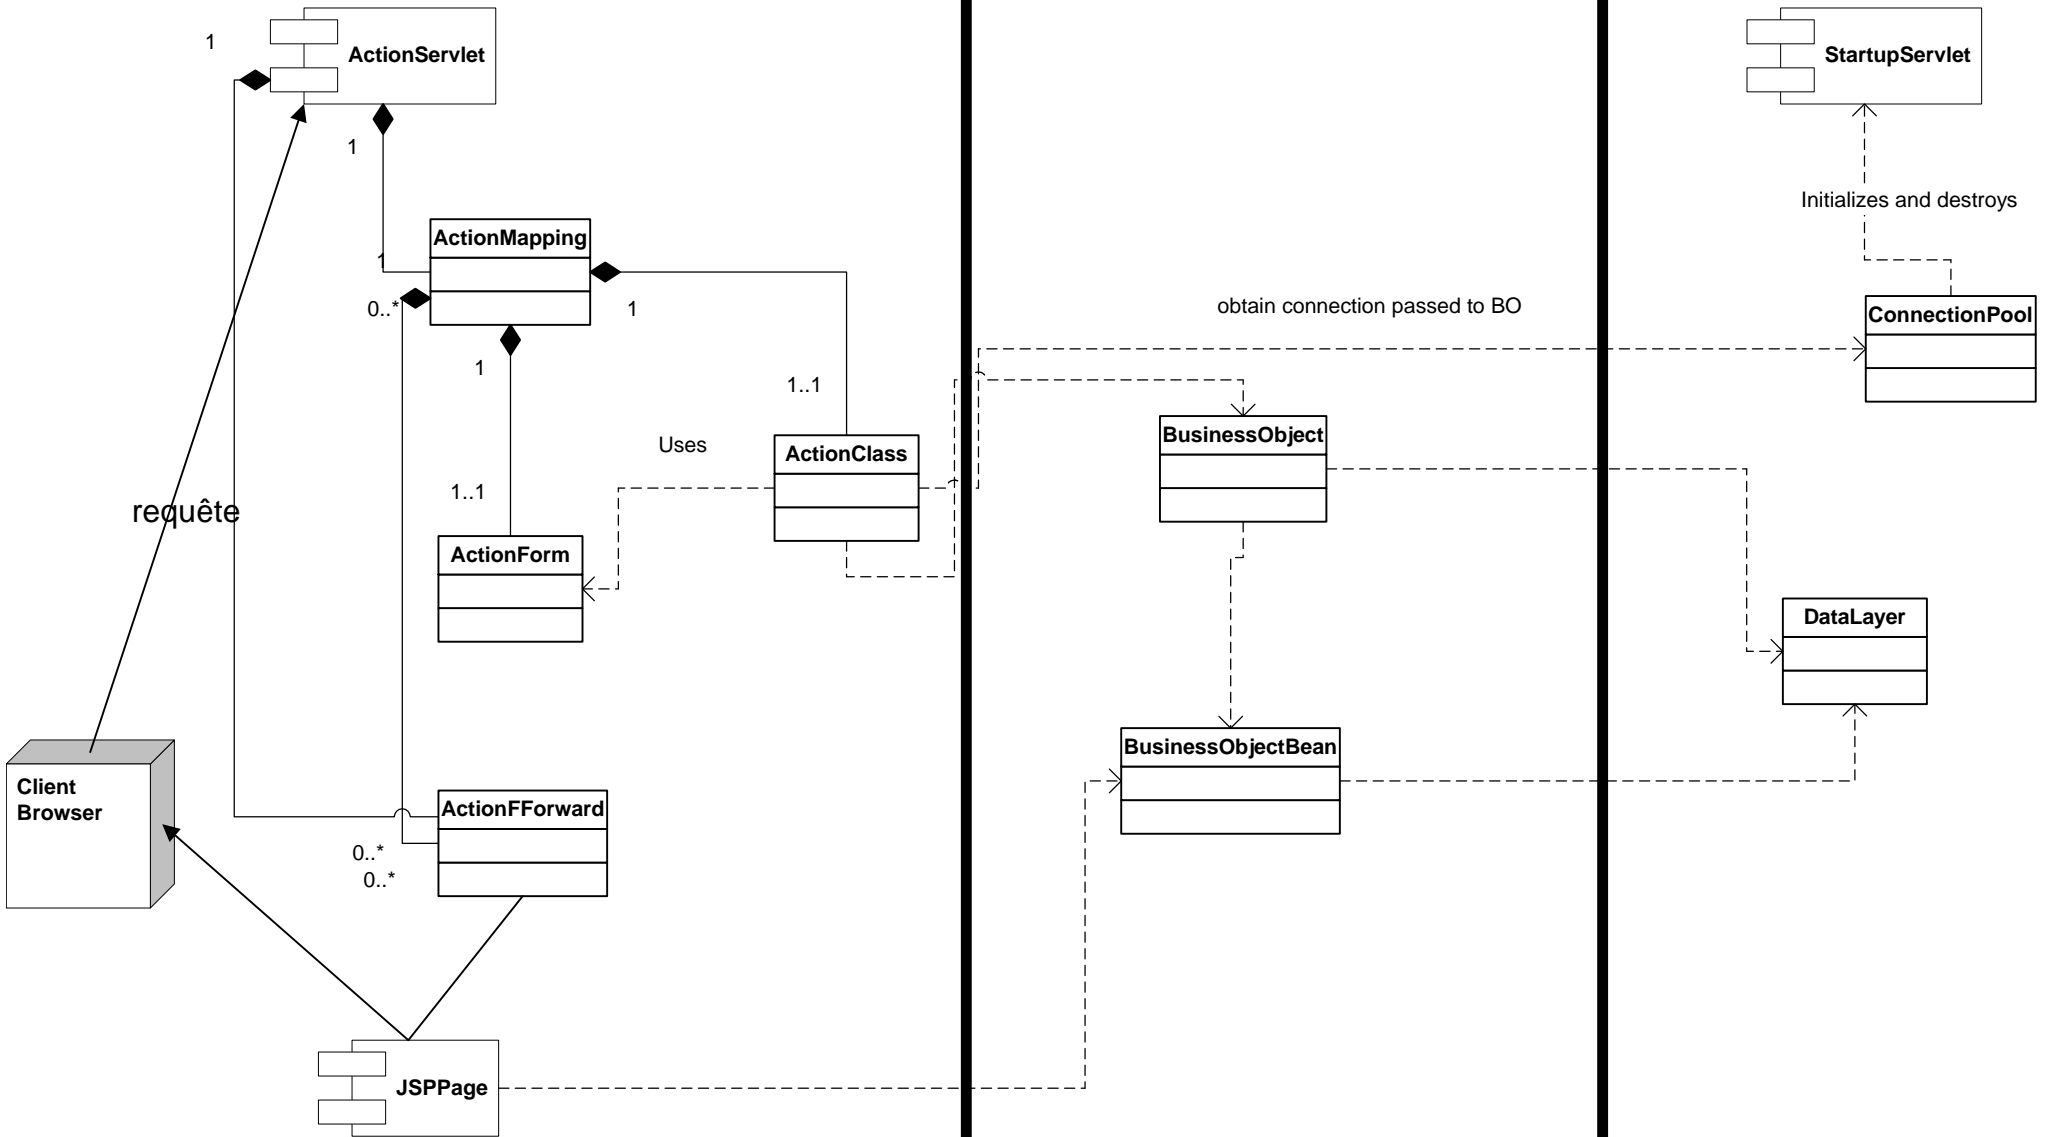 1
ActionServlet
StartupServlet
1
Initializes and destroys
ActionMapping
1
0..*
1
obtain connection passed to BO
ConnectionPool
1
1..1
Uses
ActionClass
BusinessObject
1..1
requête
ActionForm
DataLayer
BusinessObjectBean
Client
Browser
ActionFForward
0..*
0..*
JSPPage